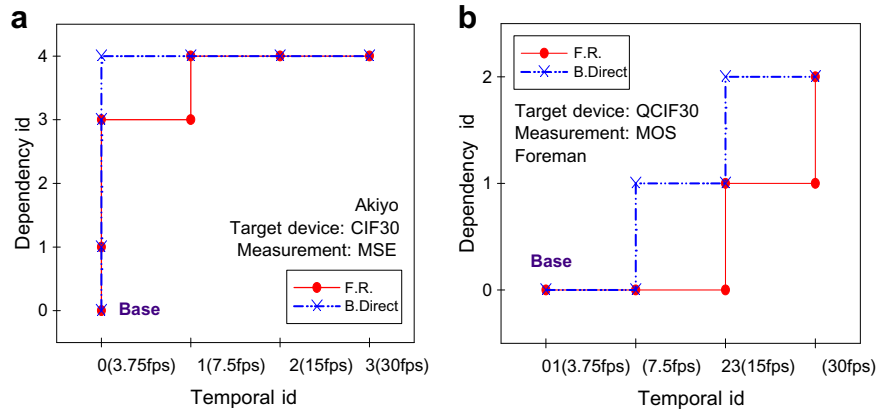 a
4
3
2
1
0
Dependency id
Akiyo
Target device: CIF30
Measurement: MSE
F.R.
B.Direct
Base
0(3.75fps) 1(7.5fps) 2(15fps) 3(30fps)
Temporal id
b
F.R.
B.Direct
2
1
0
Dependency id
Target device: QCIF30
Measurement: MOS
Foreman
Base
01(3.75fps) (7.5fps) 23(15fps) (30fps)
Temporal id